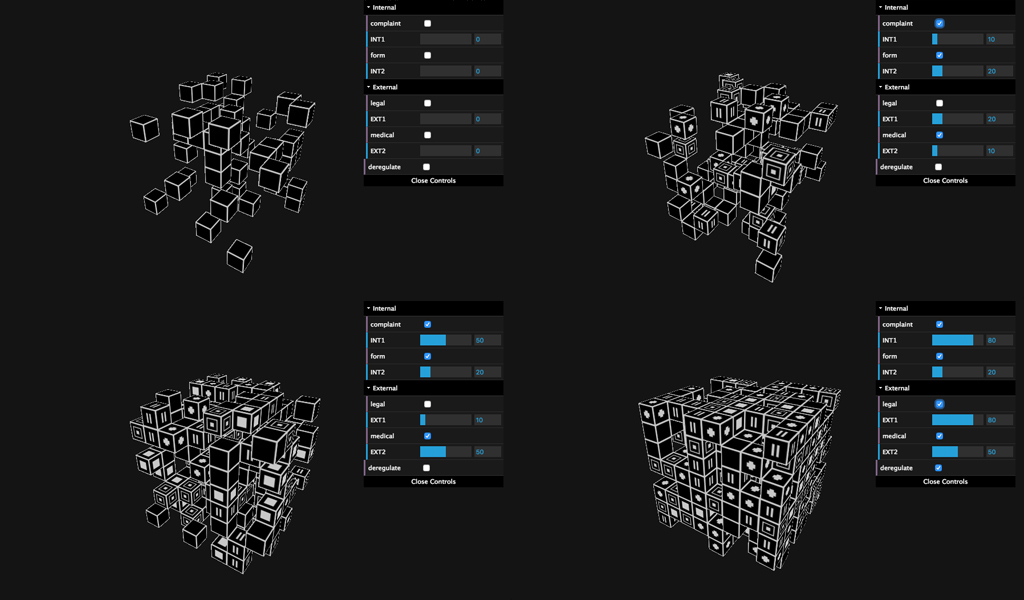 Internal
complaint
INT1 0
form
INT2 0
External
legal
EXT1 0
medical
EXT2 0
deregulate
Close Controls
Internal
complaint
INT1 10
form
INT2 20
External
legal
EXT1 20
medical
EXT2 10
deregulate
Close Controls
Internal
complaint
INT1 50
form
INT2 20
External
legal
EXT1 10
medical
EXT2 50
deregulate
Close Controls
Internal
complaint
INT1 80
form
INT2 20
External
legal
EXT1 80
medical
EXT2 50
deregulate
Close Controls